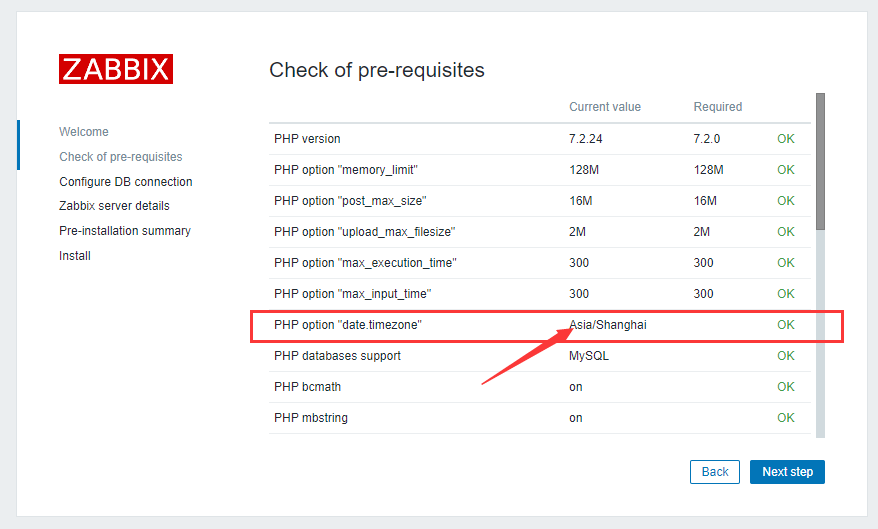 ZABBIX
Welcome
Check of pre-requisites
Configure DB connection
Zabbix server details
Pre-installation summary
Install
Check of pre-requisites
Current value Required
PHP version 7.2.24 7.2.0 OK
PHP option "memory_limit" 128M 128M OK
PHP option "post_max_size" 16M 16M OK
PHP option "upload_max_filesize" 2M 2M OK
PHP option "max_execution_time" 300 300 OK
PHP option "max_input_time" 300 300 OK
PHP option "date.timezone" Asia/Shanghai OK
PHP databases support MySQL OK
PHP bcmath on OK
PHP mbstring on OK
Back Next step